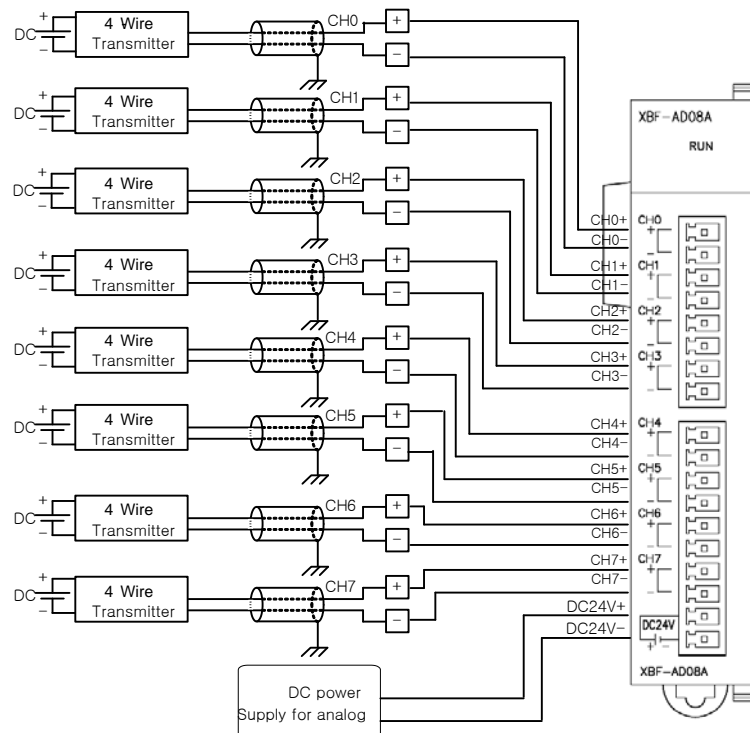 +
DC
−
4 Wire
Transmitter
CH0
+
−
+
DC
−
4 Wire
Transmitter
CH1
+
−
+
DC
−
4 Wire
Transmitter
CH2
+
−
+
DC
−
4 Wire
Transmitter
CH3
+
−
+
DC
−
4 Wire
Transmitter
CH4
+
−
+
DC
−
4 Wire
Transmitter
CH5
+
−
+
DC
−
4 Wire
Transmitter
CH6
+
−
+
DC
−
4 Wire
Transmitter
CH7
+
−
DC power
Supply for analog
CH0+
CH0−
CH1+
CH1−
CH2+
CH2−
CH3+
CH3−
CH4+
CH4−
CH5+
CH5−
CH6+
CH6−
CH7+
CH7−
DC24V+
DC24V−
XBF-AD08A
RUN
CH0
+
−
CH1
+
−
CH2
+
−
CH3
+
−
CH4
+
−
CH5
+
−
CH6
+
−
CH7
+
−
DC24V
+ −
XBF-AD08A